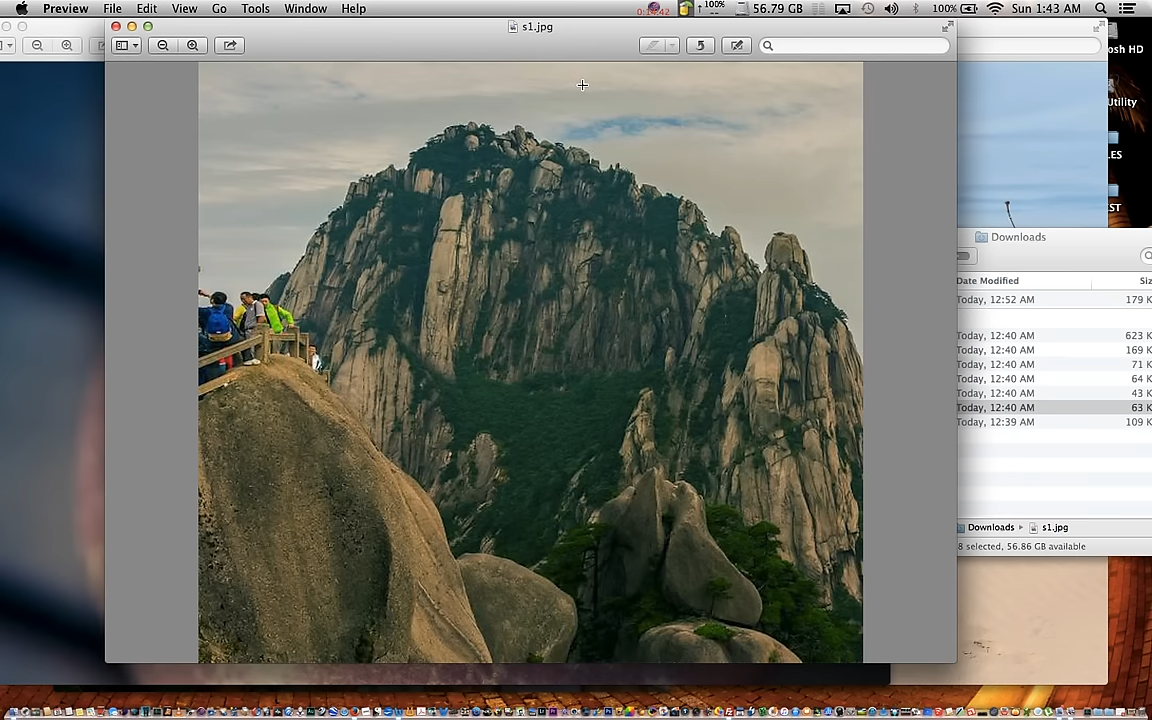 Preview File Edit View Go Tools Window Help 0:14:42 100% 56.79 GB 100% Sun 1:43 AM
s1.jpg
osh HD
Utility
LES
ST
Downloads
Date Modified Siz
Today, 12:52 AM 179 K
Today, 12:40 AM 623 K
Today, 12:40 AM 169 K
Today, 12:40 AM 71 K
Today, 12:40 AM 64 K
Today, 12:40 AM 43 K
Today, 12:40 AM 63 K
Today, 12:39 AM 109 K
Downloads ▸ s1.jpg
8 selected, 56.86 GB available